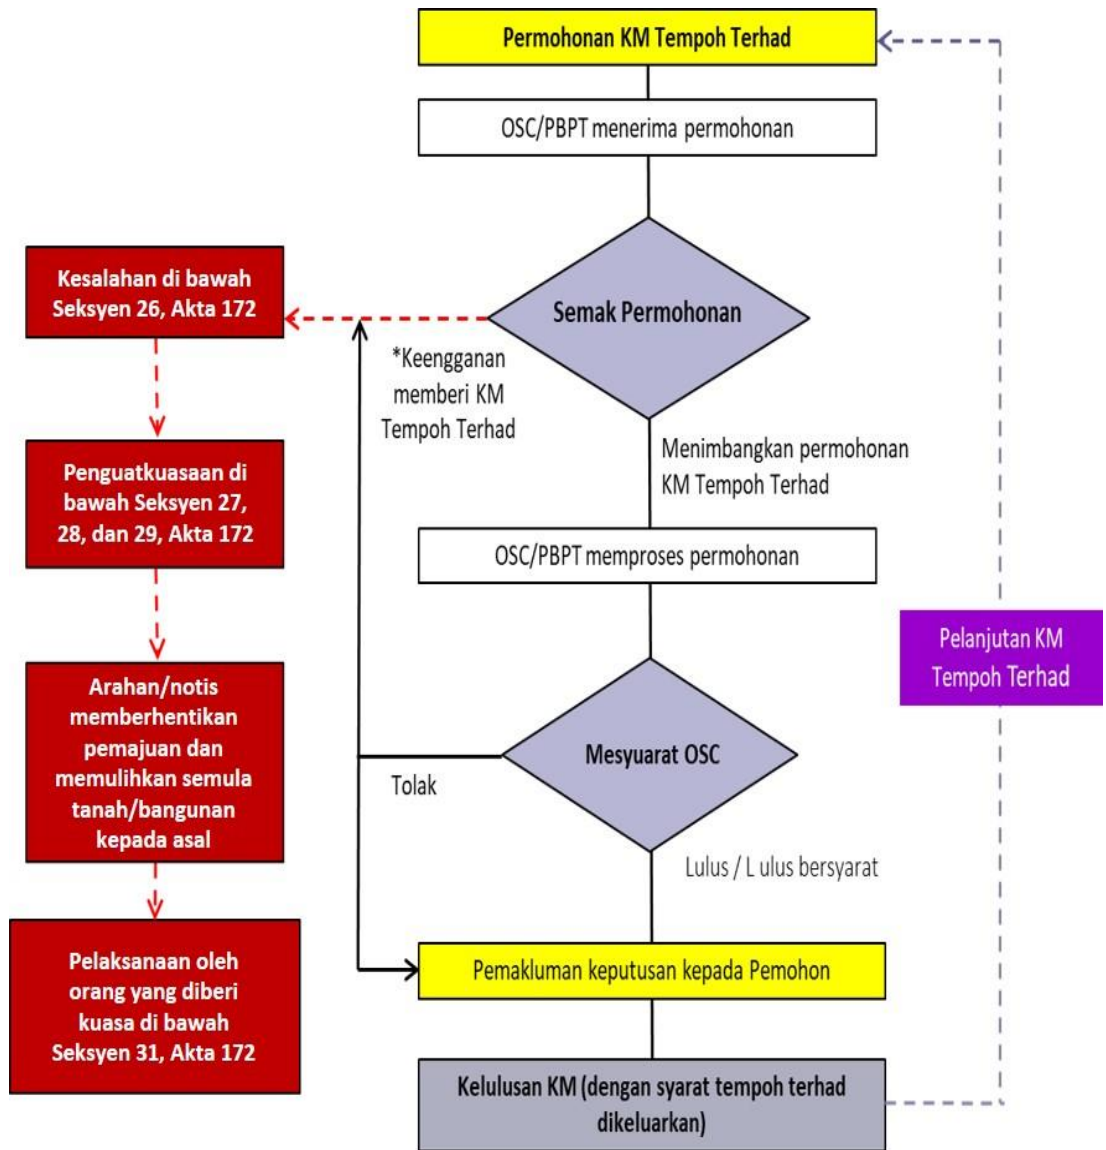 Permohonan KM Tempoh Terhad
OSC/PBPT menerima permohonan
Semak Permohonan
*Keengganan
memberi KM
Tempoh Terhad
Kesalahan di bawah
Seksyen 26, Akta 172
Penguatkuasaan di
bawah Seksyen 27,
28, dan 29, Akta 172
Arahan/notis
memberhentikan
pemajuan dan
memulihkan semula
tanah/bangunan
kepada asal
Pelaksanaan oleh
orang yang diberi
kuasa di bawah
Seksyen 31, Akta 172
Menimbangkan permohonan
KM Tempoh Terhad
OSC/PBPT memproses permohonan
Mesyuarat OSC
Tolak
Lulus / L ulus bersyarat
Pemakluman keputusan kepada Pemohon
Kelulusan KM (dengan syarat tempoh terhad
dikeluarkan)
Pelanjutan KM
Tempoh Terhad